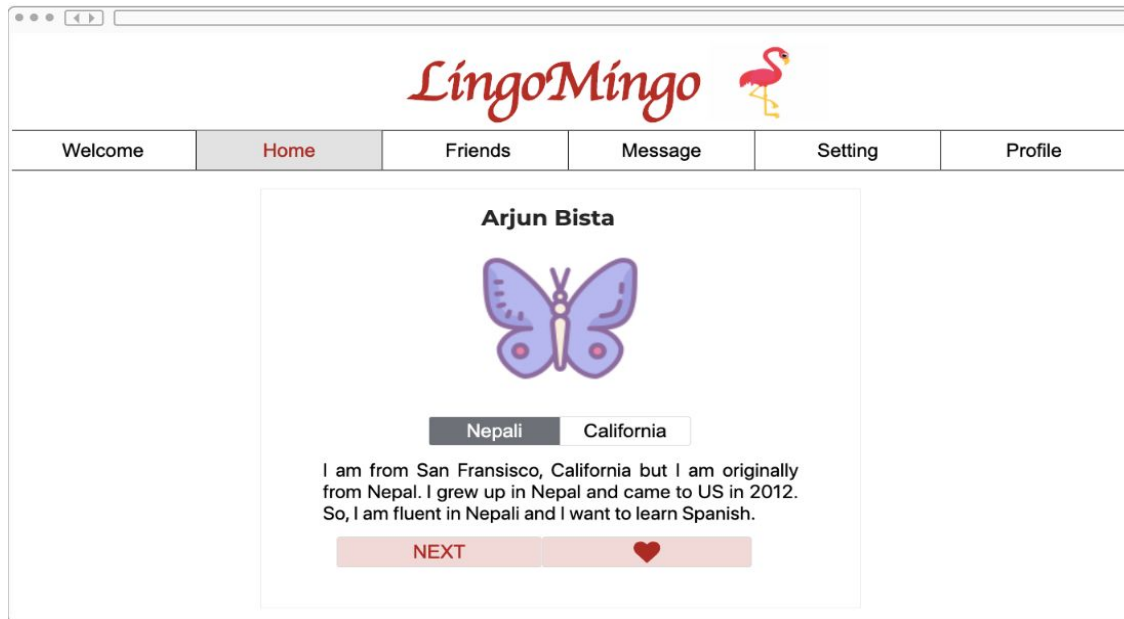 LingoMingo
Welcome Home Friends Message Setting Profile
Arjun Bista
Nepali California
I am from San Fransisco, California but I am originally
from Nepal. I grew up in Nepal and came to US in 2012.
So, I am fluent in Nepali and I want to learn Spanish.
NEXT